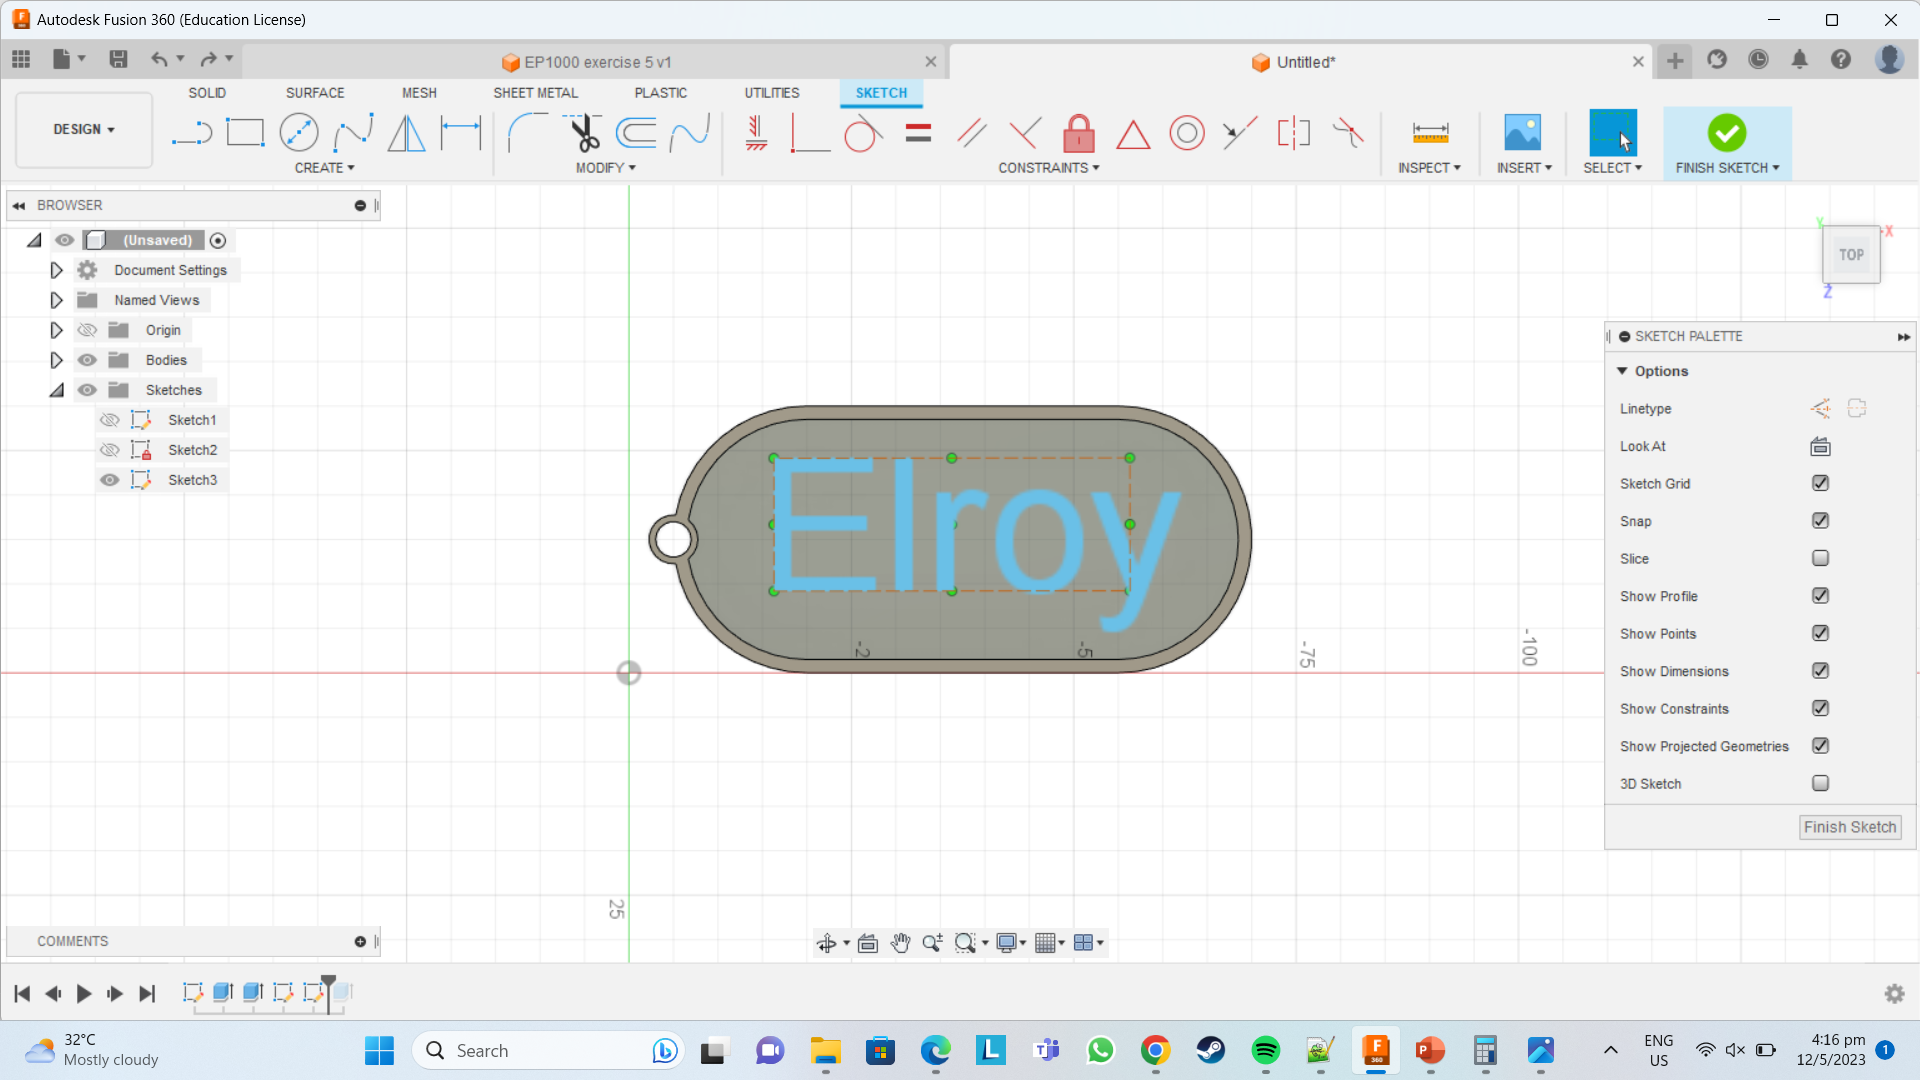 Autodesk Fusion 360 (Education License)
EP1000 exercise 5 v1
Untitled*
SOLID SURFACE MESH SHEET METAL PLASTIC UTILITIES SKETCH
DESIGN
CREATE MODIFY CONSTRAINTS INSPECT INSERT SELECT FINISH SKETCH
BROWSER
(Unsaved)
Document Settings
Named Views
Origin
Bodies
Sketches
Sketch1
Sketch2
Sketch3
Y
-X
TOP
Z
SKETCH PALETTE
Options
Linetype
Look At
Sketch Grid
Snap
Slice
Show Profile
Show Points
Show Dimensions
Show Constraints
Show Projected Geometries
3D Sketch
Finish Sketch
Elroy
-2
-5
-75
-100
25
COMMENTS
32°C
Mostly cloudy
Search
ENG
US
4:16 pm
12/5/2023
1